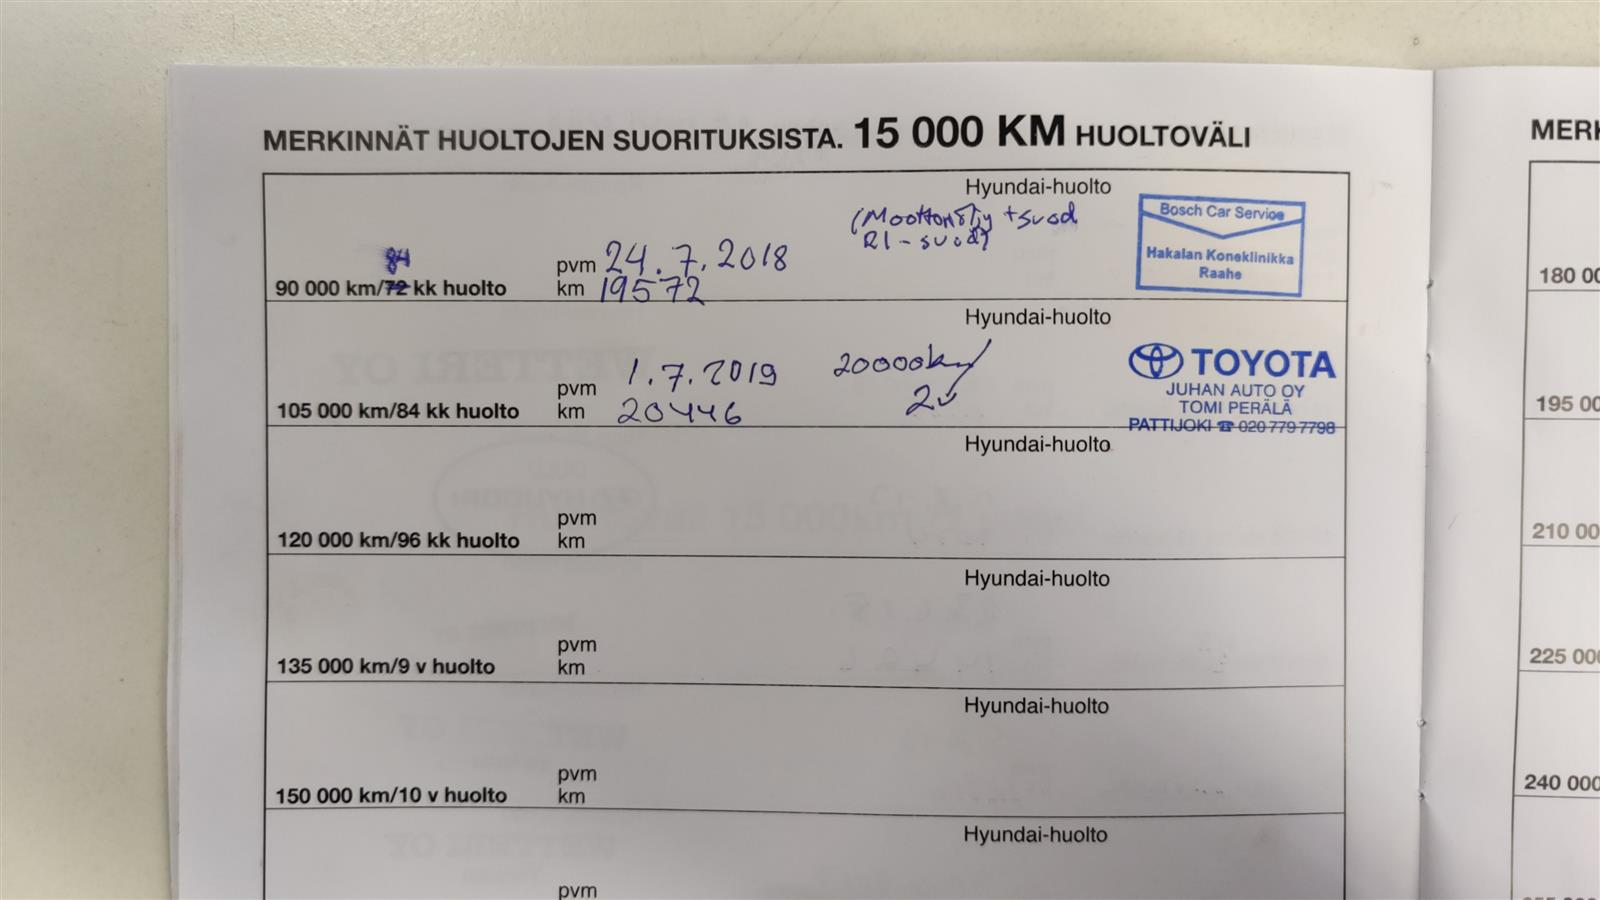 MERKINNÄT HUOLTOJEN SUORITUKSISTA. 15 000 KM HUOLTOVÄLI
Hyundai-huolto
(Moottoriöljy + suod
RI-suod)
Bosch Car Service
Hakalan Koneklinikka
Raahe
84
pvm 24.7.2018
90 000 km/72 kk huolto km 19572
Hyundai-huolto
20000km/
2v
TOYOTA
JUHAN AUTO OY
TOMI PERÄLÄ
PATTIJOKI ☎ 020 779 7798
pvm 1.7.2019
105 000 km/84 kk huolto km 20446
Hyundai-huolto
pvm
120 000 km/96 kk huolto km
Hyundai-huolto
pvm
135 000 km/9 v huolto km
Hyundai-huolto
pvm
150 000 km/10 v huolto km
Hyundai-huolto
pvm
MERK
180 00
195 00
210 00
225 000
240 000